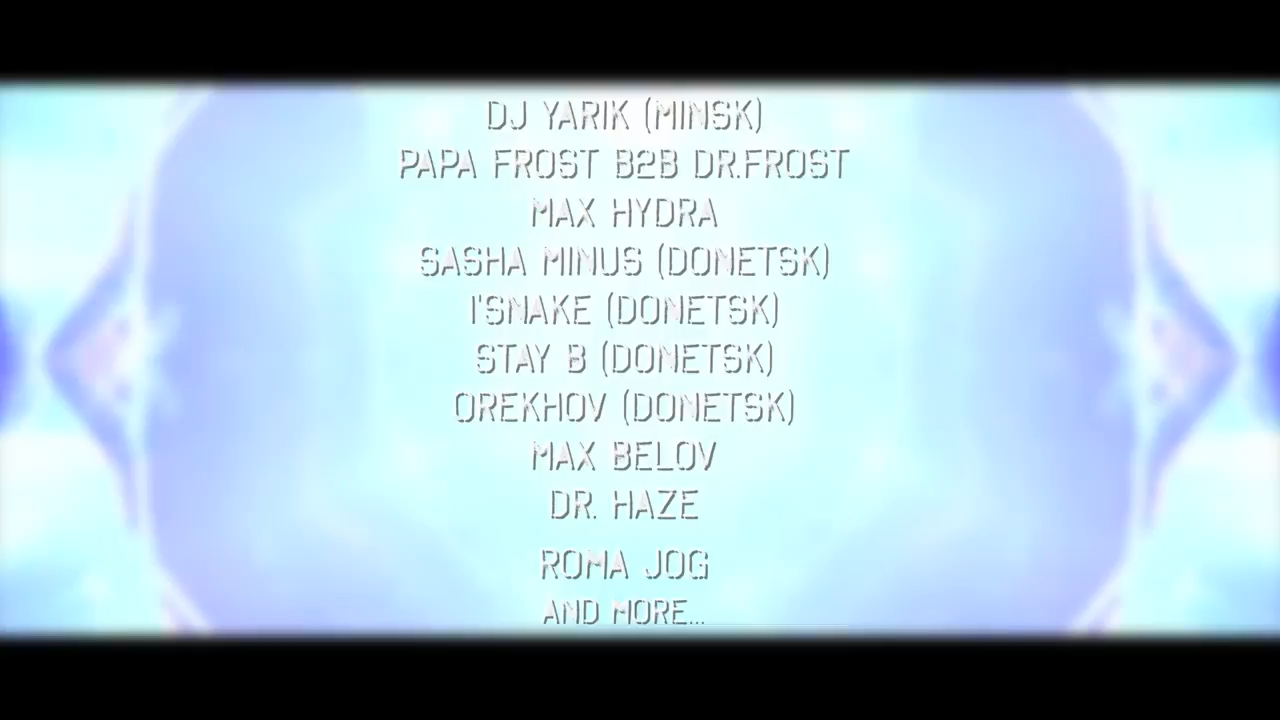 DJ YARIK (MINSK)
PAPA FROST B2B DR.FROST
MAX HYDRA
SASHA MINUS (DONETSK)
I'SNAKE (DONETSK)
STAY B (DONETSK)
OREKHOV (DONETSK)
MAX BELOV
DR. HAZE
ROMA JOG
AND MORE...